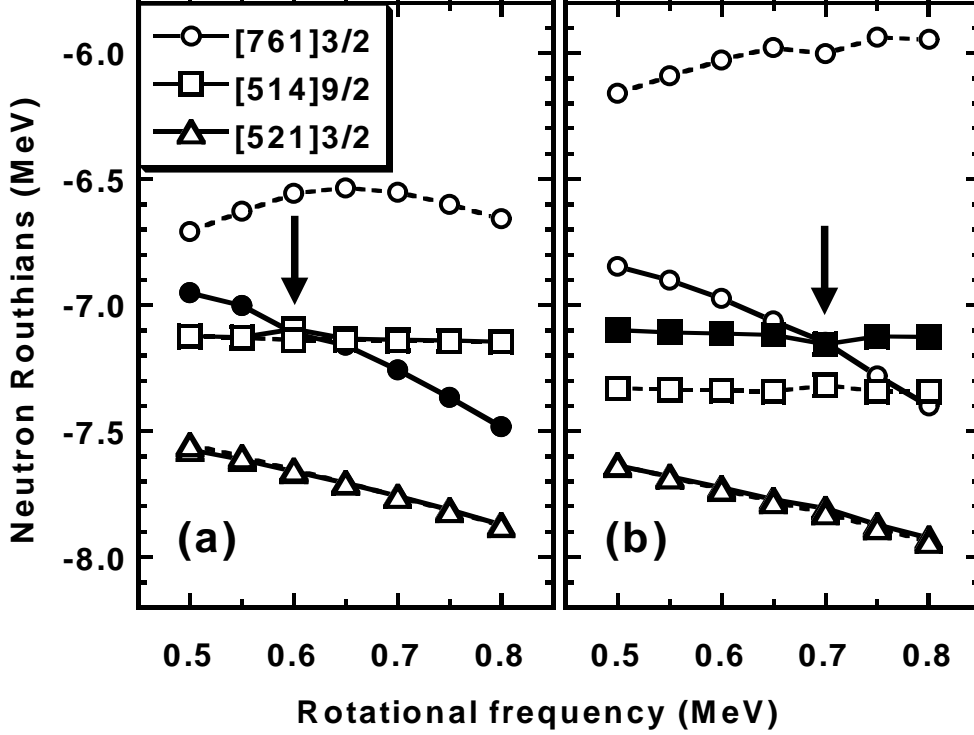 [761]3/2
[514]9/2
[521]3/2
Neutron Routhians (MeV)
-6.0
-6.5
-7.0
-7.5
-8.0
(a)
(b)
0.5 0.6 0.7 0.8 0.5 0.6 0.7 0.8
Rotational frequency (MeV)